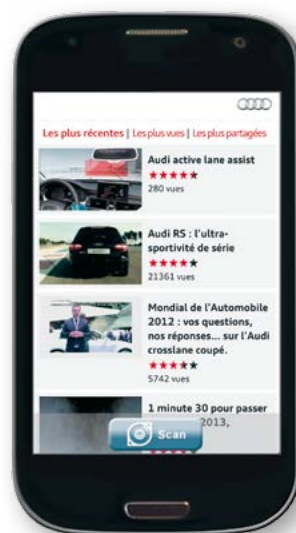 Les plus récentes | Les plus vues | Les plus partagées
Audi active lane assist
280 vues
Audi RS : l'ultra-
sportivité de série
21361 vues
Mondial de l'Automobile
2012 : vos questions,
nos réponses... sur l'Audi
crosslane coupé.
5742 vues
1 minute 30 pour passer
2013,
Scan